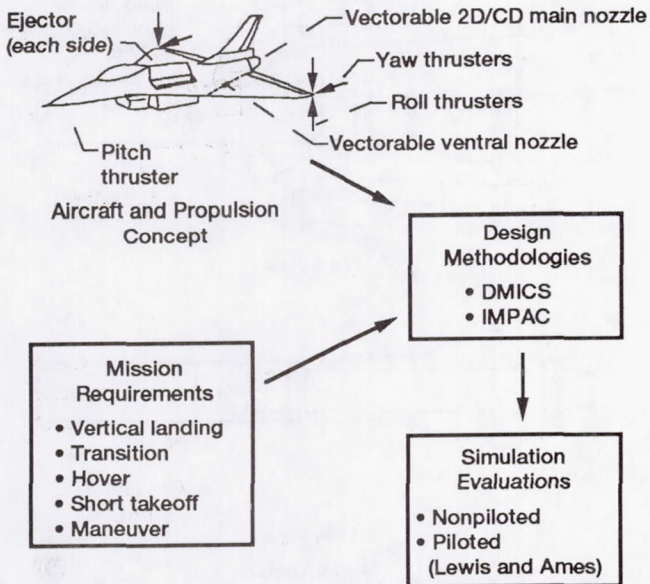 Ejector
(each side)
Vectorable 2D/CD main nozzle
Yaw thrusters
Roll thrusters
Vectorable ventral nozzle
Pitch
thruster
Aircraft and Propulsion
Concept
Design
Methodologies
• DMICS
• IMPAC
Mission
Requirements
• Vertical landing
• Transition
• Hover
• Short takeoff
• Maneuver
Simulation
Evaluations
• Nonpiloted
• Piloted
(Lewis and Ames)